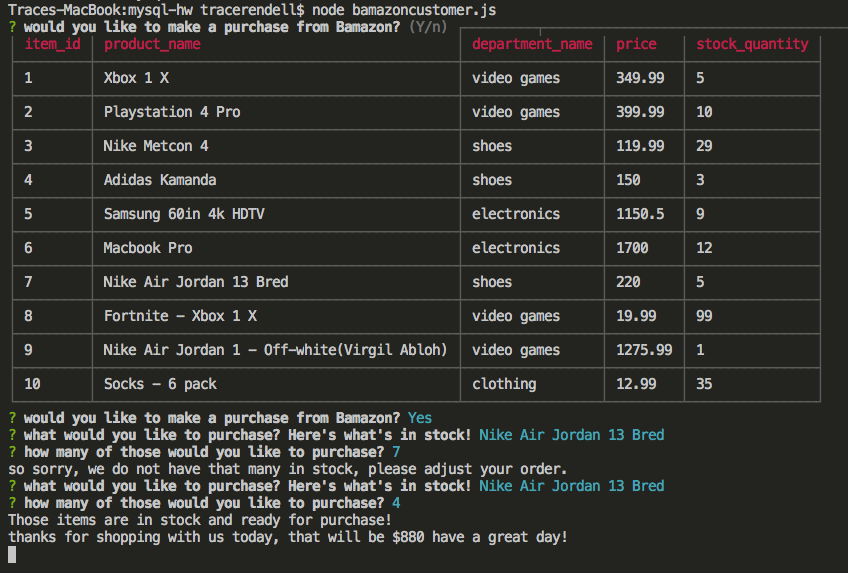 Traces-MacBook:mysql-hw tracerendell$ node bamazoncustomer.js
? would you like to make a purchase from Bamazon? (Y/n)
item_id product_name department_name price stock_quantity
1 Xbox 1 X video games 349.99 5
2 Playstation 4 Pro video games 399.99 10
3 Nike Metcon 4 shoes 119.99 29
4 Adidas Kamanda shoes 150 3
5 Samsung 60in 4k HDTV electronics 1150.5 9
6 Macbook Pro electronics 1700 12
7 Nike Air Jordan 13 Bred shoes 220 5
8 Fortnite - Xbox 1 X video games 19.99 99
9 Nike Air Jordan 1 - Off-white(Virgil Abloh) video games 1275.99 1
10 Socks - 6 pack clothing 12.99 35
? would you like to make a purchase from Bamazon? Yes
? what would you like to purchase? Here's what's in stock! Nike Air Jordan 13 Bred
? how many of those would you like to purchase? 7
so sorry, we do not have that many in stock, please adjust your order.
? what would you like to purchase? Here's what's in stock! Nike Air Jordan 13 Bred
? how many of those would you like to purchase? 4
Those items are in stock and ready for purchase!
thanks for shopping with us today, that will be $880 have a great day!